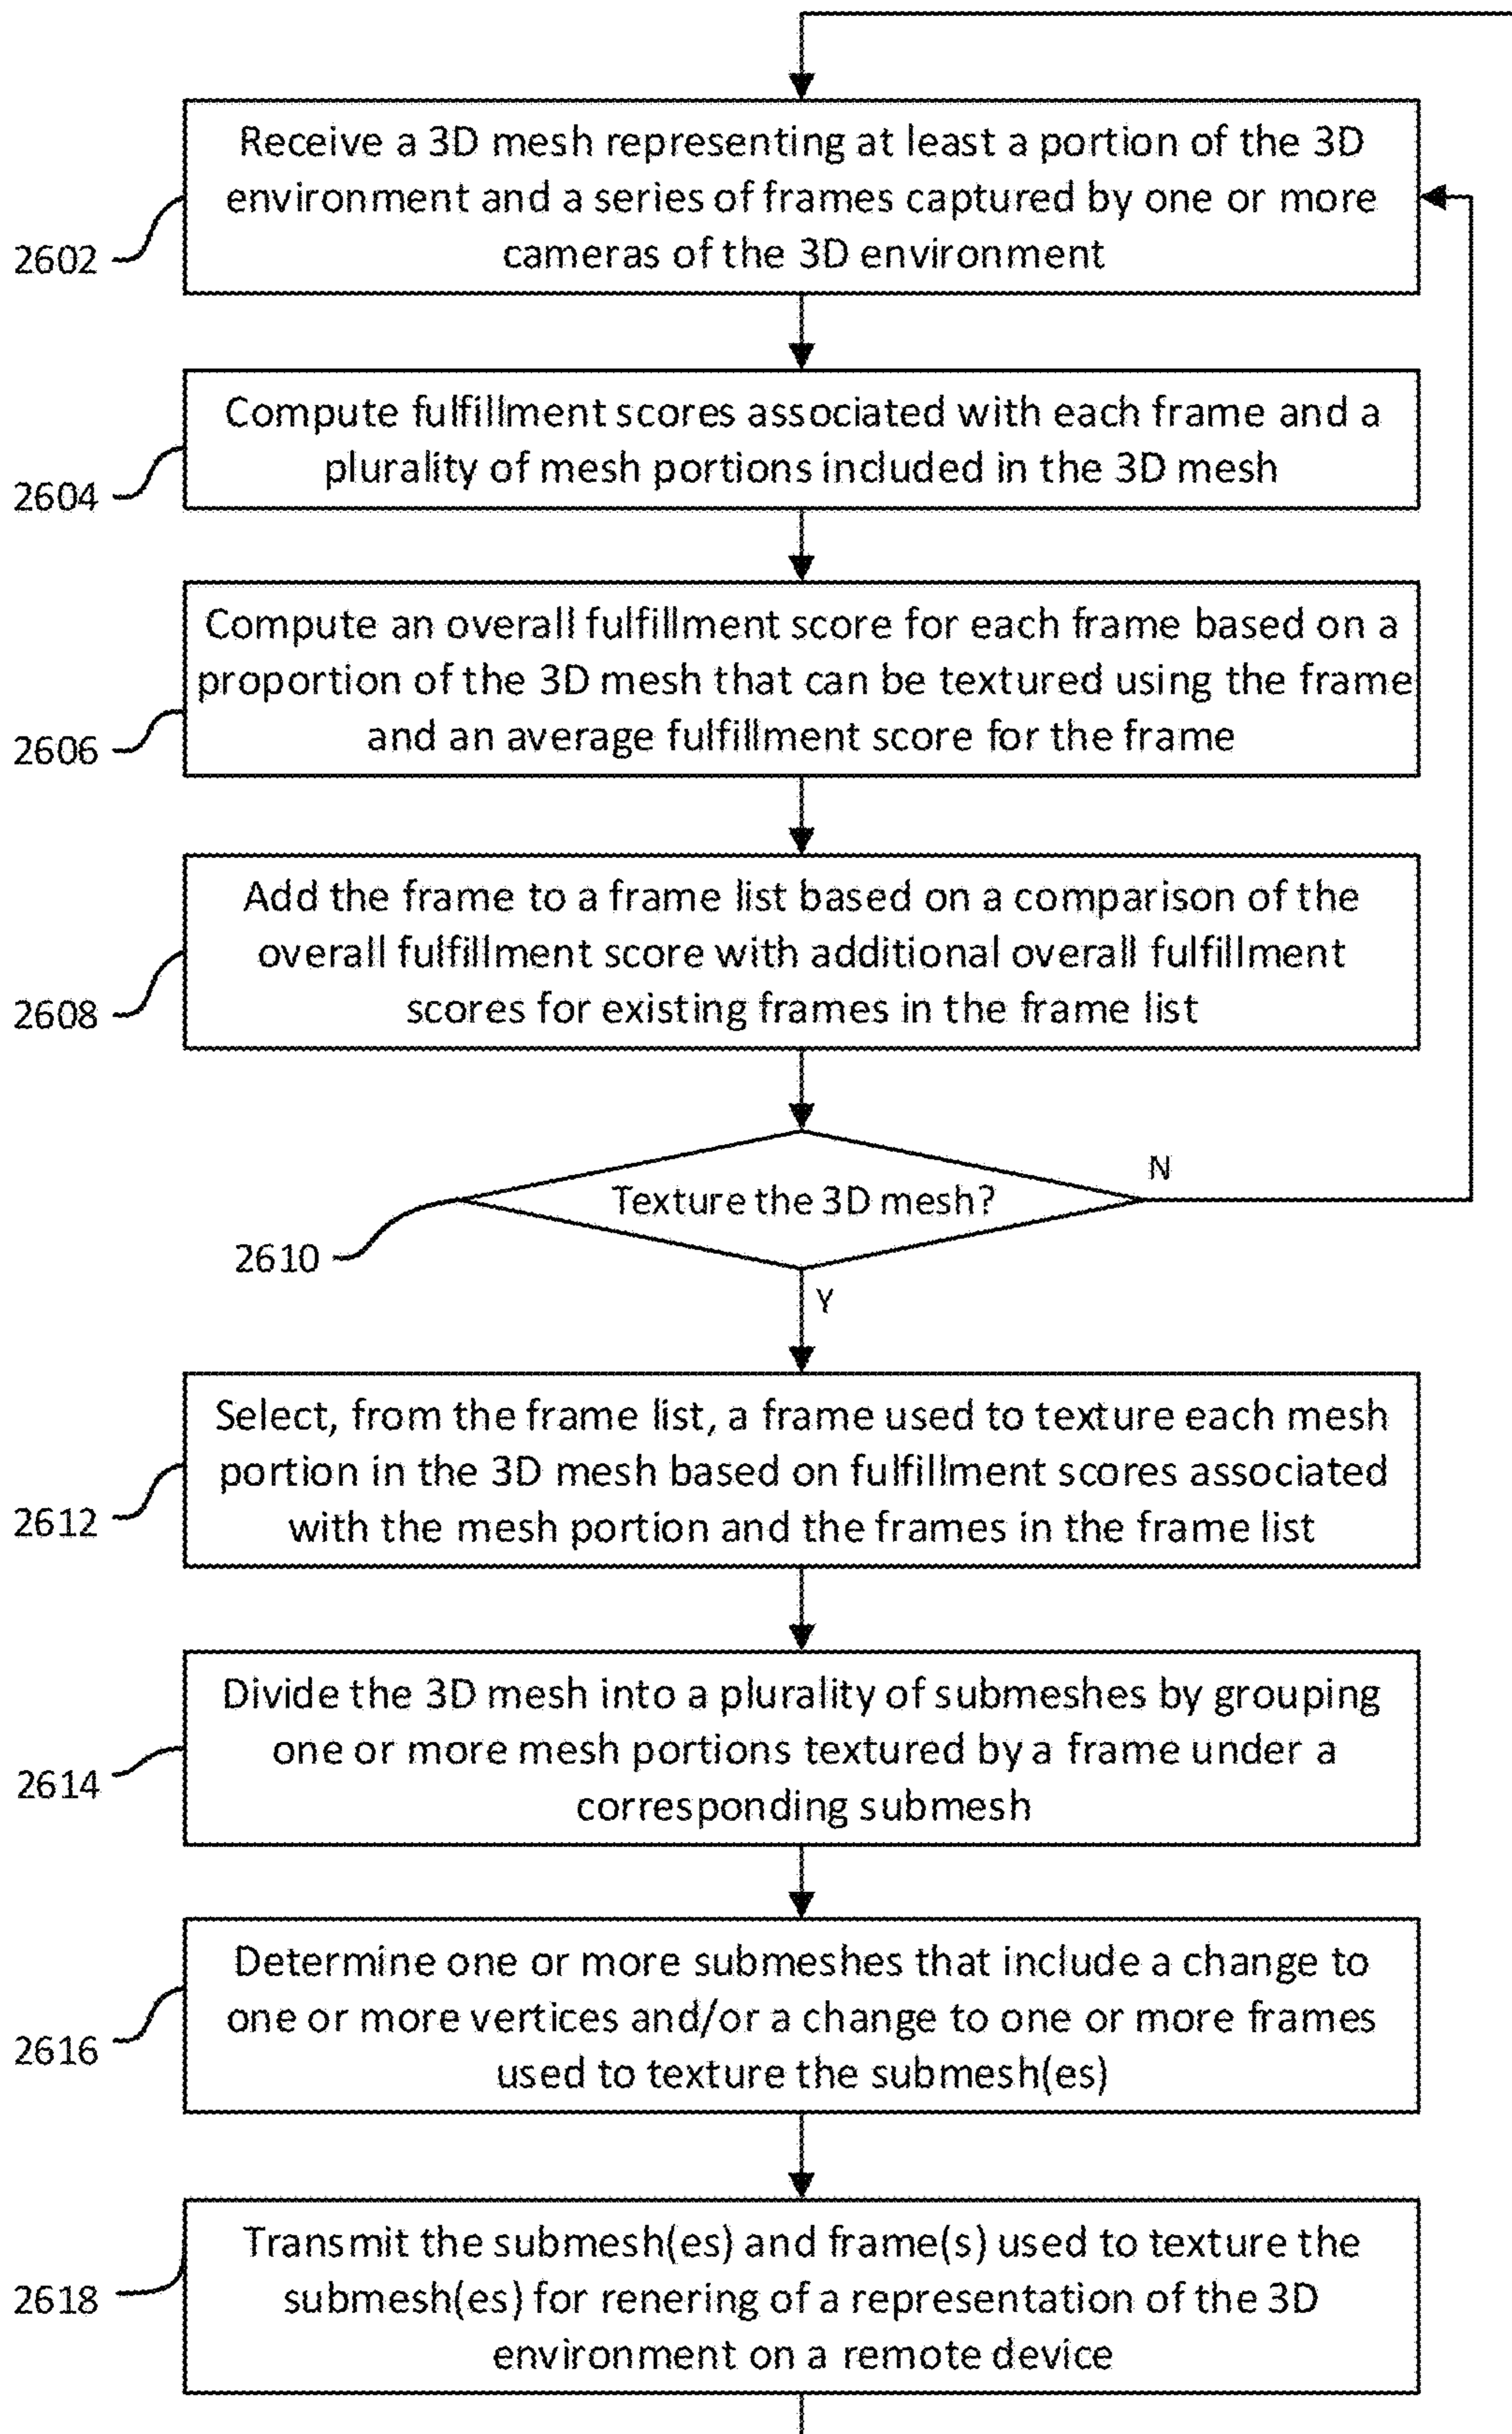 Receive a 3D mesh representing at least a portion of the 3D
environment and a series of frames captured by one or more
cameras of the 3D environment
2602
Compute fulfillment scores associated with each frame and a
plurality of mesh portions included in the 3D mesh
2604
Compute an overall fulfillment score for each frame based on a
proportion of the 3D mesh that can be textured using the frame
and an average fulfillment score for the frame
2606
Add the frame to a frame list based on a comparison of the
overall fulfillment score with additional overall fulfillment
scores for existing frames in the frame list
2608
N
Texture the 3D mesh?
2610
Y
Select, from the frame list, a frame used to texture each mesh
portion in the 3D mesh based on fulfillment scores associated
with the mesh portion and the frames in the frame list
2612
Divide the 3D mesh into a plurality of submeshes by grouping
one or more mesh portions textured by a frame under a
corresponding submesh
2614
Determine one or more submeshes that include a change to
one or more vertices and/or a change to one or more frames
used to texture the submesh(es)
2616
Transmit the submesh(es) and frame(s) used to texture the
submesh(es) for renering of a representation of the 3D
environment on a remote device
2618